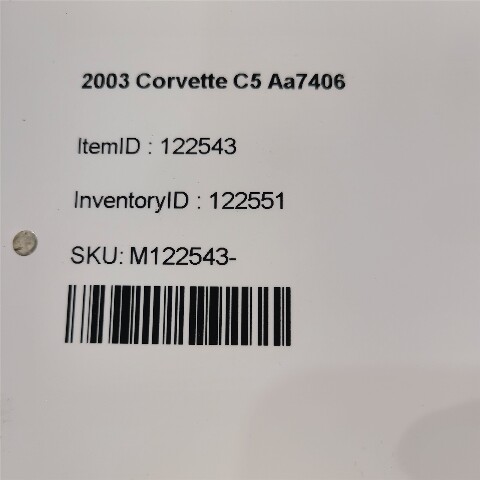 2003 Corvette C5 Aa7406
ItemID : 122543
InventoryID : 122551
SKU: M122543-